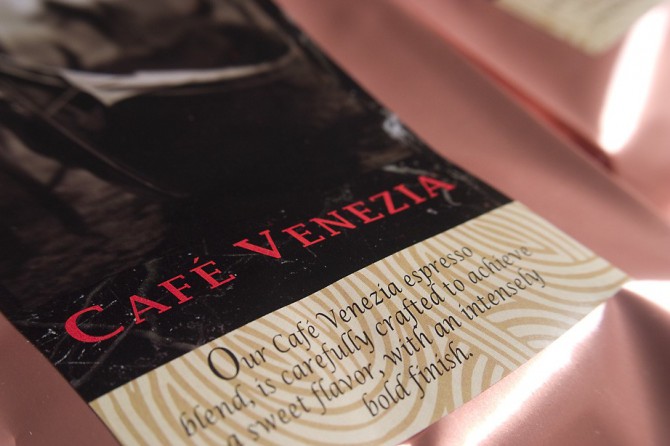 CAFÉ VENEZIA
Our Café Venezia espresso
blend, is carefully crafted to achieve
a sweet flavor, with an intensely
bold finish.